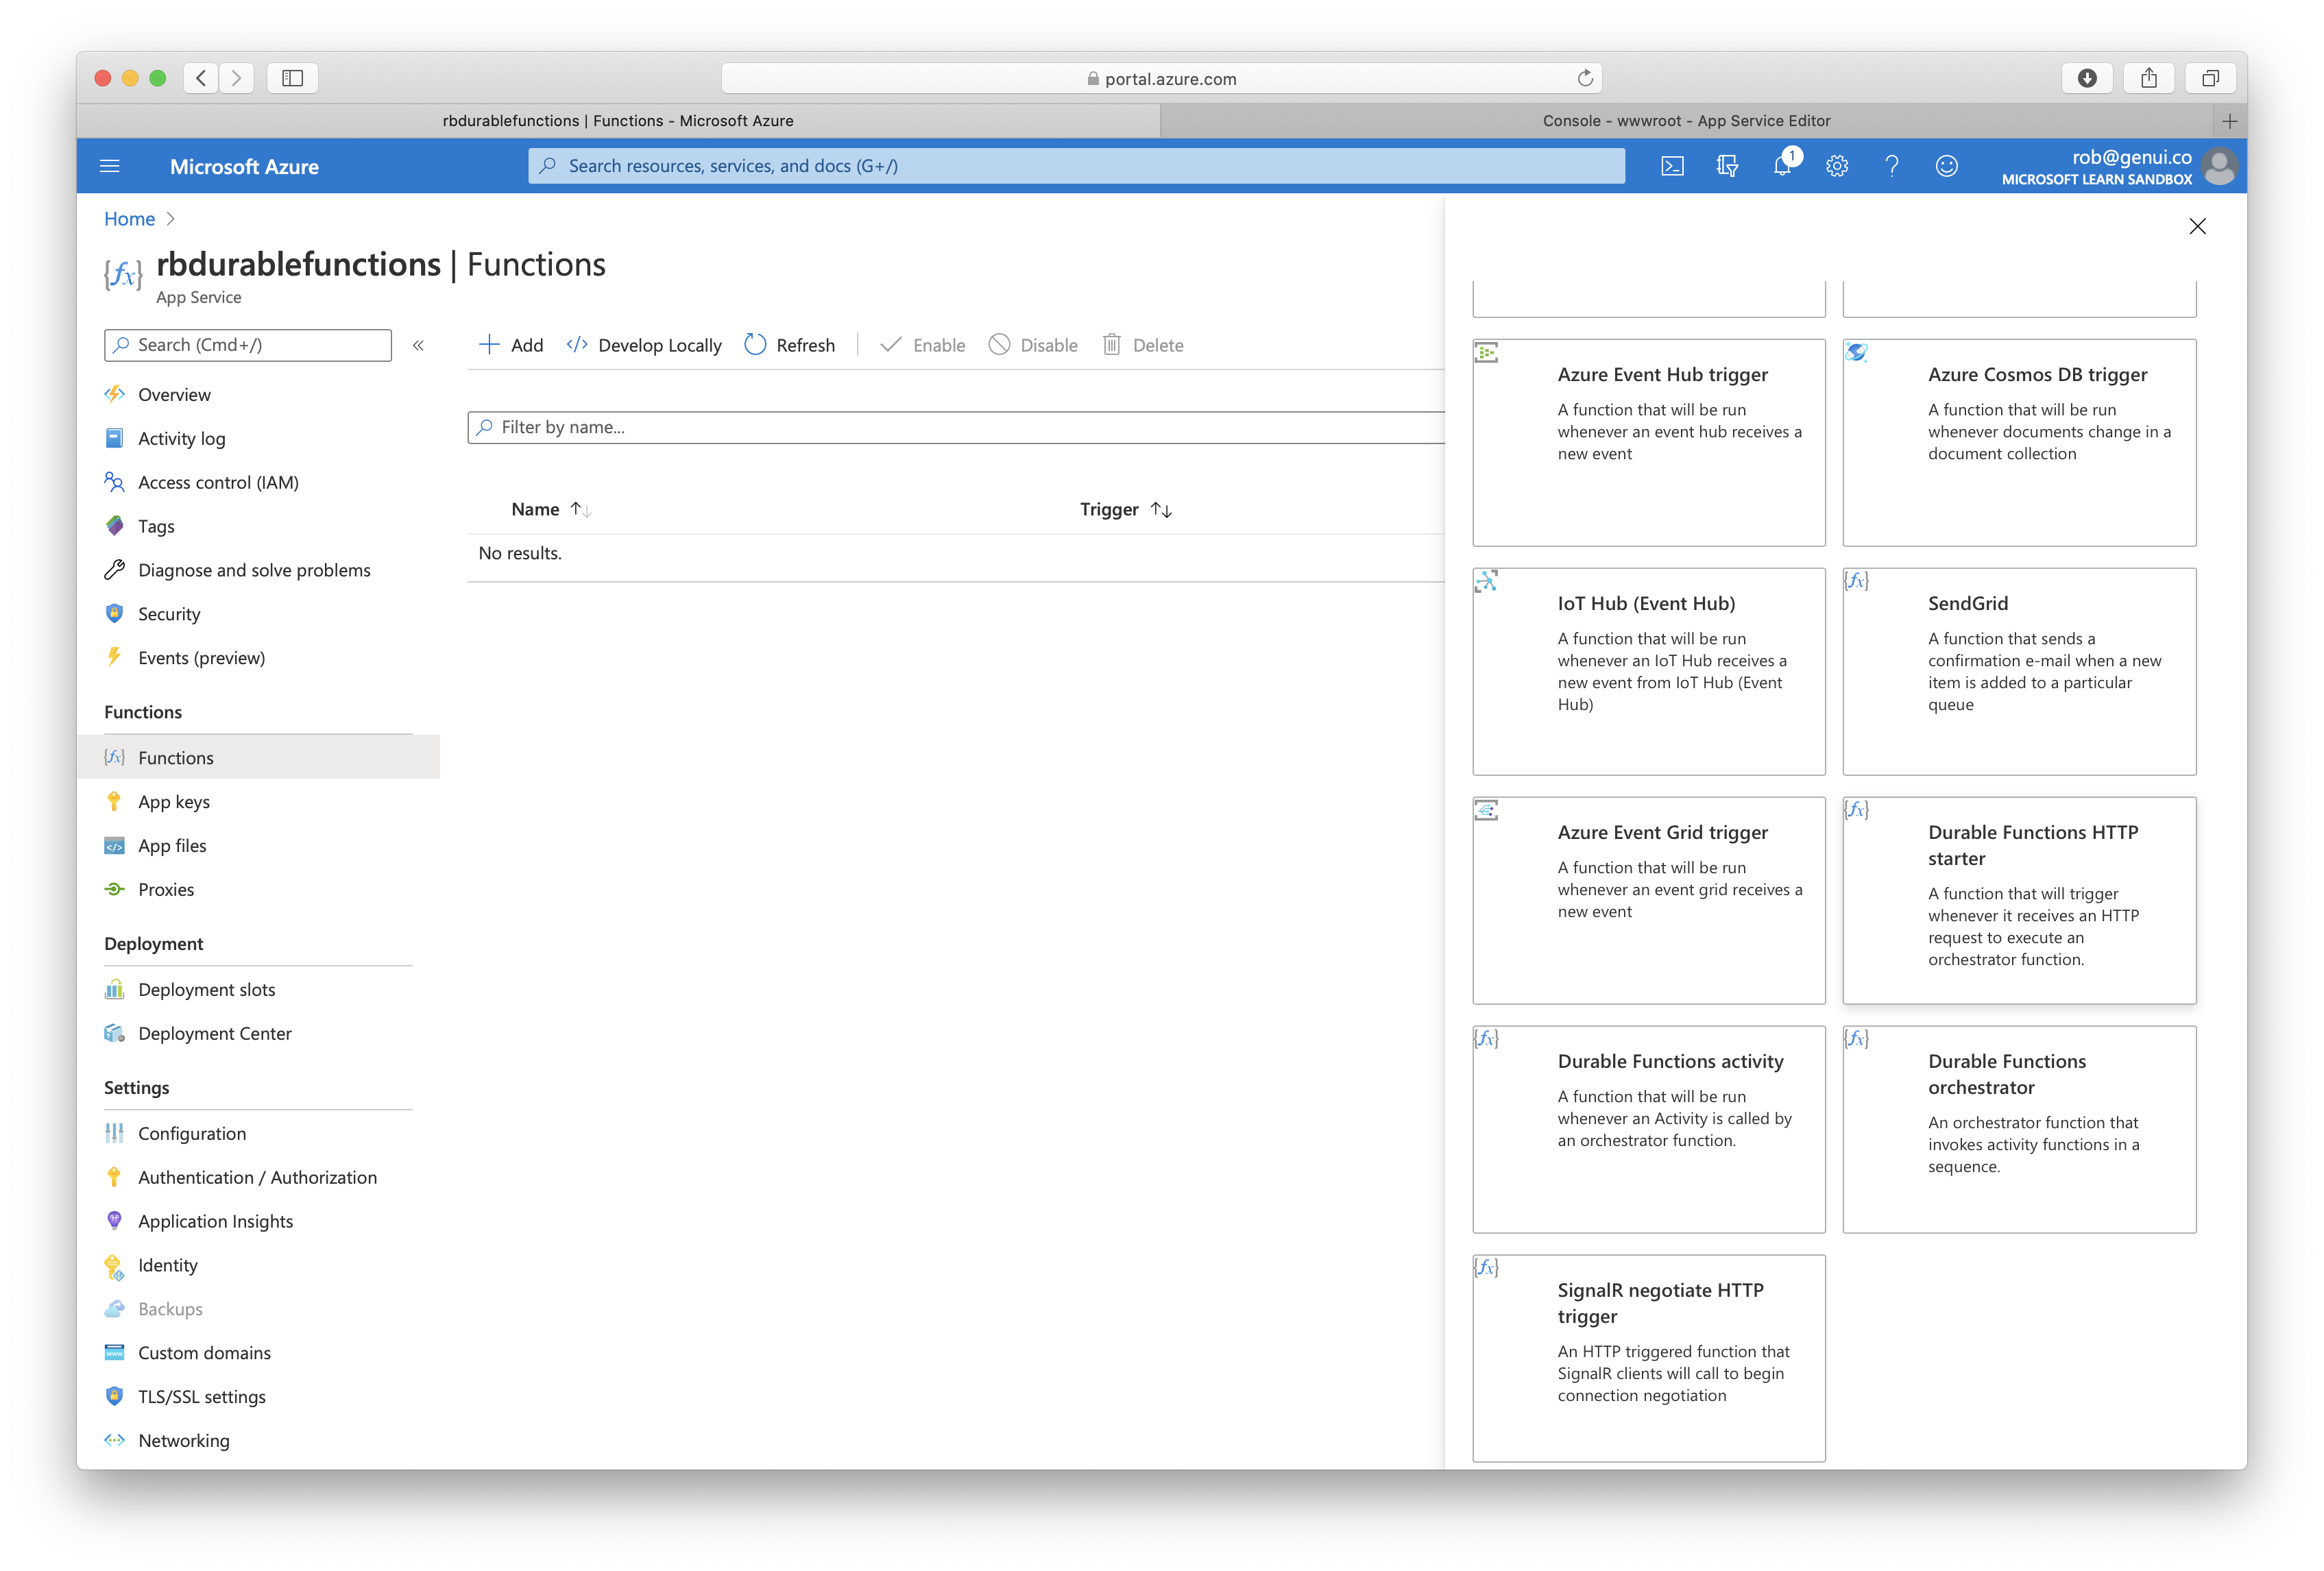 portal.azure.com
rbdurablefunctions | Functions - Microsoft Azure
Console - wwwroot - App Service Editor
Microsoft Azure
Search resources, services, and docs (G+/)
1
rob@genui.co
MICROSOFT LEARN SANDBOX
Home
rbdurablefunctions | Functions
App Service
Search (Cmd+/)
Overview
Activity log
Access control (IAM)
Tags
Diagnose and solve problems
Security
Events (preview)
Functions
Functions
App keys
App files
Proxies
Deployment
Deployment slots
Deployment Center
Settings
Configuration
Authentication / Authorization
Application Insights
Identity
Backups
Custom domains
TLS/SSL settings
Networking
Add
Develop Locally
Refresh
Enable
Disable
Delete
Filter by name...
Name
Trigger
No results.
Azure Event Hub trigger
A function that will be run
whenever an event hub receives a
new event
Azure Cosmos DB trigger
A function that will be run
whenever documents change in a
document collection
IoT Hub (Event Hub)
A function that will be run
whenever an IoT Hub receives a
new event from IoT Hub (Event
Hub)
SendGrid
A function that sends a
confirmation e-mail when a new
item is added to a particular
queue
Azure Event Grid trigger
A function that will be run
whenever an event grid receives a
new event
Durable Functions HTTP
starter
A function that will trigger
whenever it receives an HTTP
request to execute an
orchestrator function.
Durable Functions activity
A function that will be run
whenever an Activity is called by
an orchestrator function.
Durable Functions
orchestrator
An orchestrator function that
invokes activity functions in a
sequence.
SignalR negotiate HTTP
trigger
An HTTP triggered function that
SignalR clients will call to begin
connection negotiation